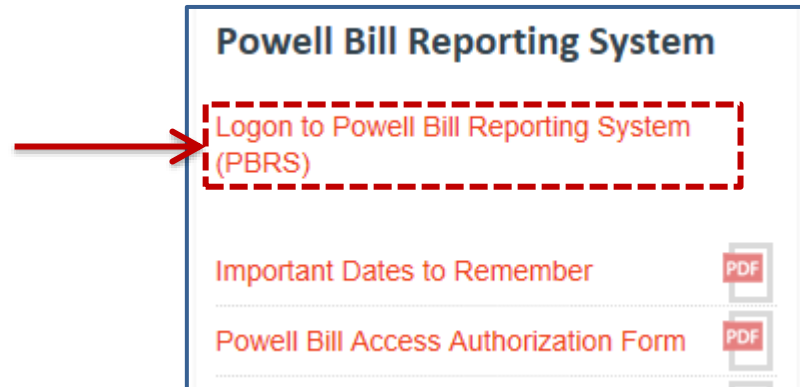 Powell Bill Reporting System
Logon to Powell Bill Reporting System
(PBRS)
Important Dates to Remember
PDF
Powell Bill Access Authorization Form
PDF